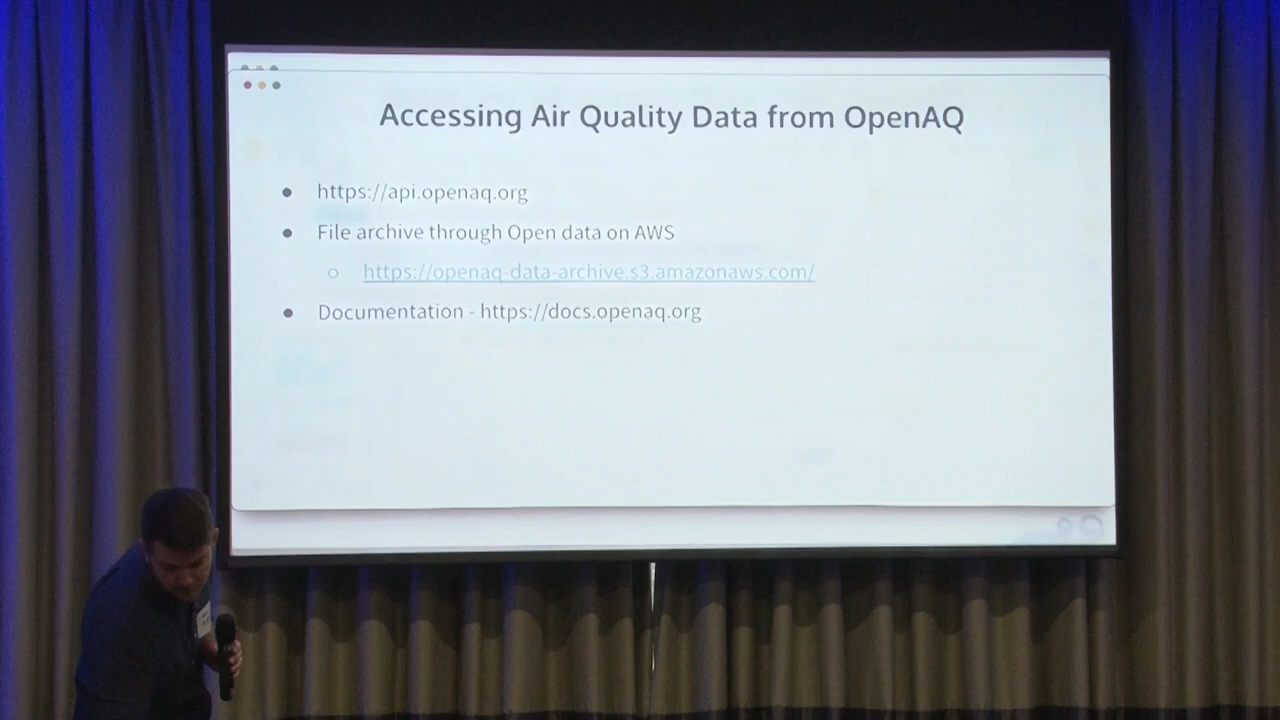 Accessing Air Quality Data from OpenAQ
● https://api.openaq.org
● File archive through Open data on AWS
○ https://openaq-data-archive.s3.amazonaws.com/
● Documentation - https://docs.openaq.org